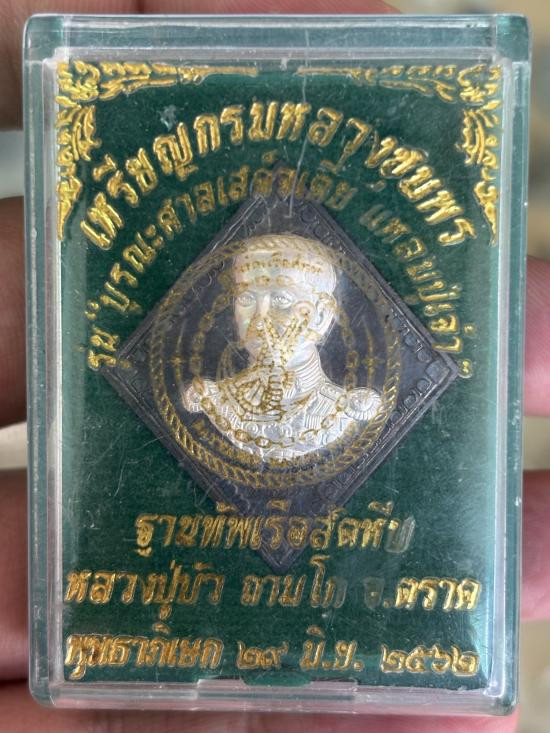 เหรียญกรมหลวงชุมพร
รุ่น "บูรณะศาลเสด็จเตี่ย แหลมปู่เจ้า"
ฐานทัพเรือสัตหีบ
หลวงปู่บัว ถามโก จ.ตราด
พุทธาภิเษก ๒๙ มิ.ย. ๒๕๖๒